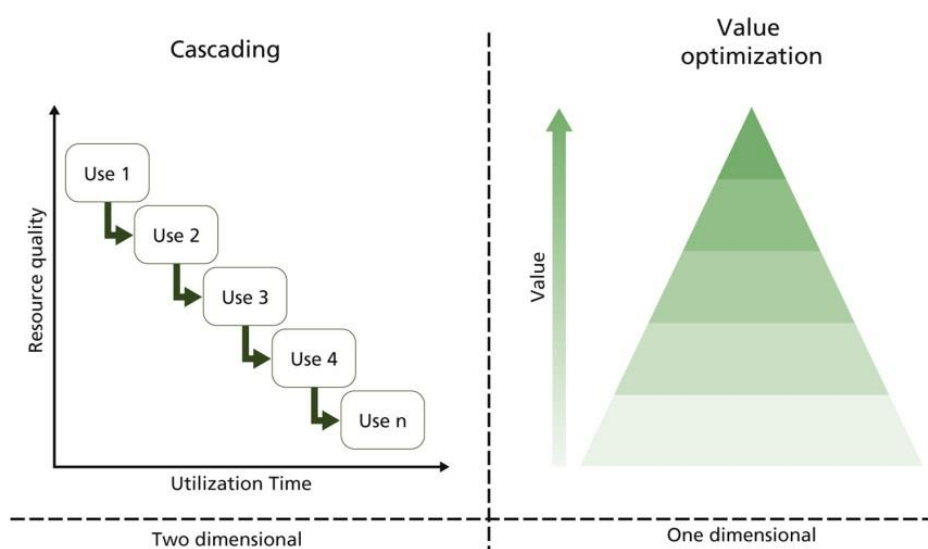 Cascading
Resource quality
Use 1
Use 2
Use 3
Use 4
Use n
Utilization Time
Two dimensional
Value
optimization
Value
One dimensional